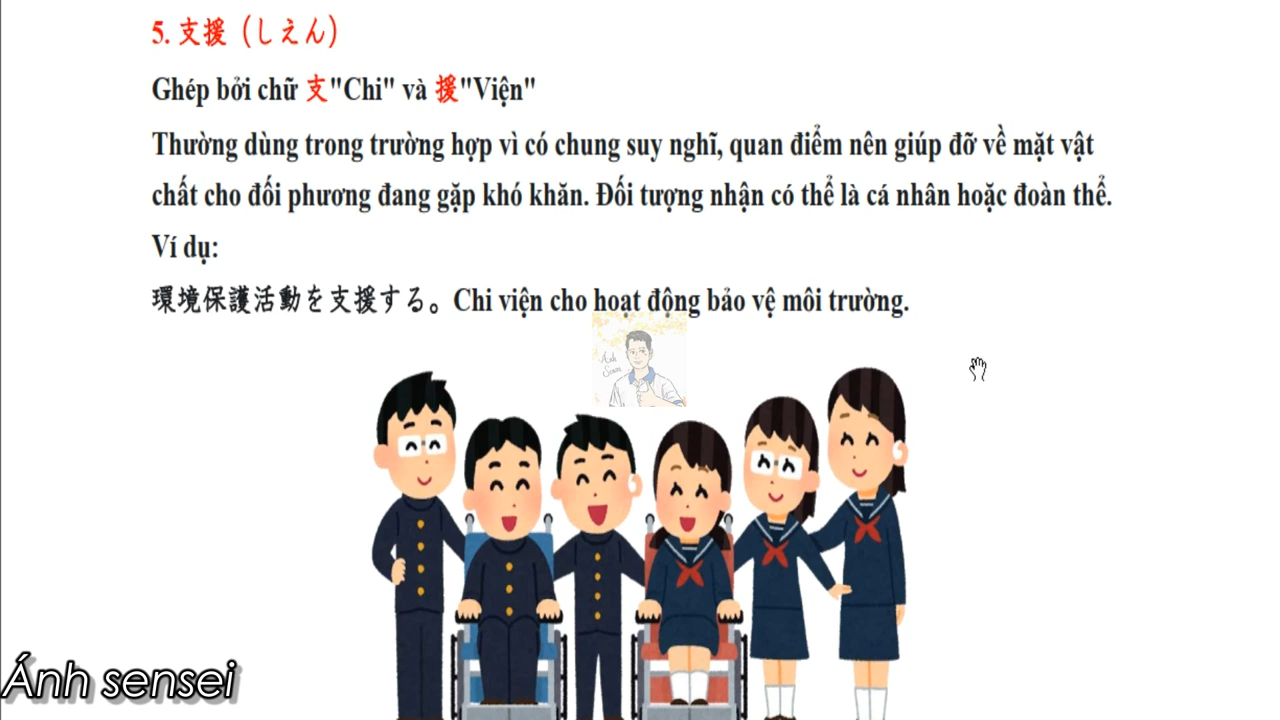 5. 支援（しえん）
Ghép bởi chữ 支"Chi" và 援"Viện"
Thường dùng trong trường hợp vì có chung suy nghĩ, quan điểm nên giúp đỡ về mặt vật
chất cho đối phương đang gặp khó khăn. Đối tượng nhận có thể là cá nhân hoặc đoàn thể.
Ví dụ:
環境保護活動を支援する。Chi viện cho hoạt động bảo vệ môi trường.
Ánh
Sensei
Ánh sensei